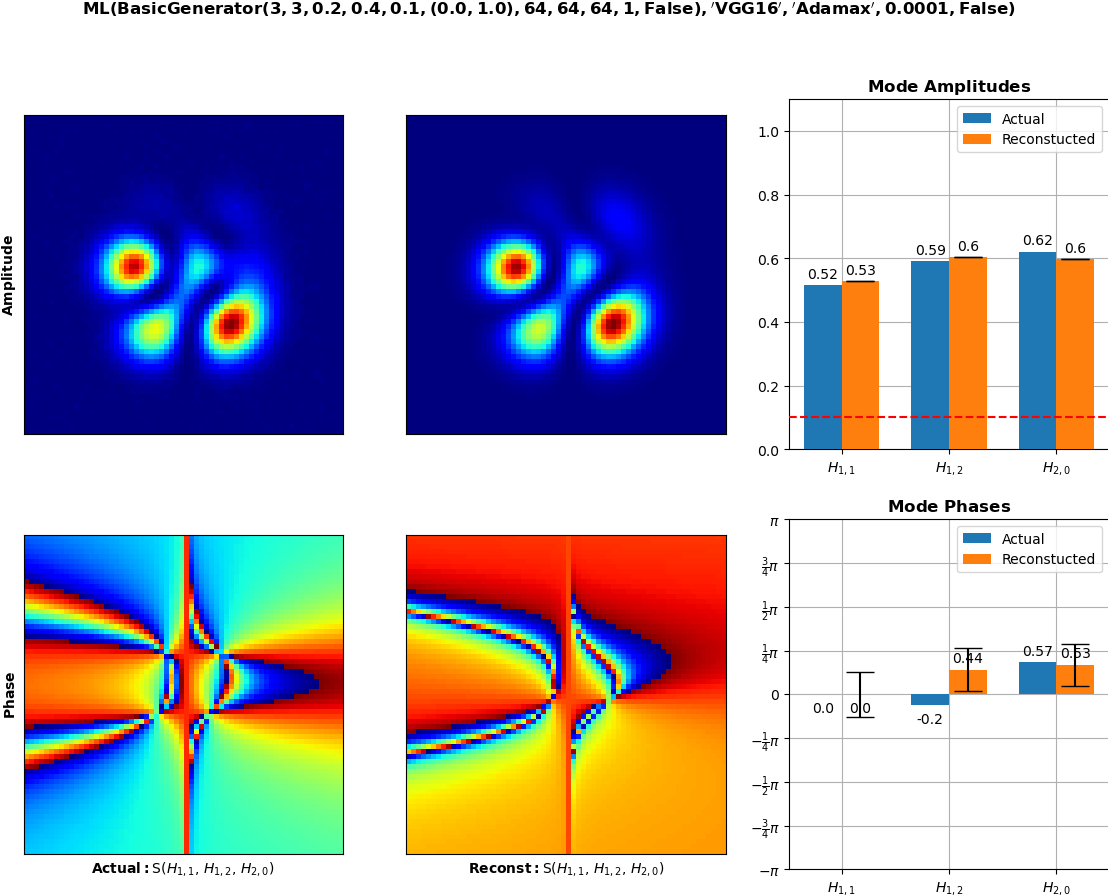 ML(BasicGenerator(3, 3, 0.2, 0.4, 0.1, (0.0, 1.0), 64, 64, 64, 1, False), ′VGG16′, ′Adamax′, 0.0001, False)
Amplitude
Mode Amplitudes
Actual
Reconstucted
1.0
0.8
0.6
0.4
0.2
0.0
0.52
0.53
0.59
0.6
0.62
0.6
H₁,₁
H₁,₂
H₂,₀
Phase
Actual: S(H₁,₁, H₁,₂, H₂,₀)
Reconst: S(H₁,₁, H₁,₂, H₂,₀)
Mode Phases
Actual
Reconstucted
π
3/4π
1/2π
1/4π
0
−1/4π
−1/2π
−3/4π
−π
0.0
0.0
-0.2
0.44
0.57
0.53
H₁,₁
H₁,₂
H₂,₀